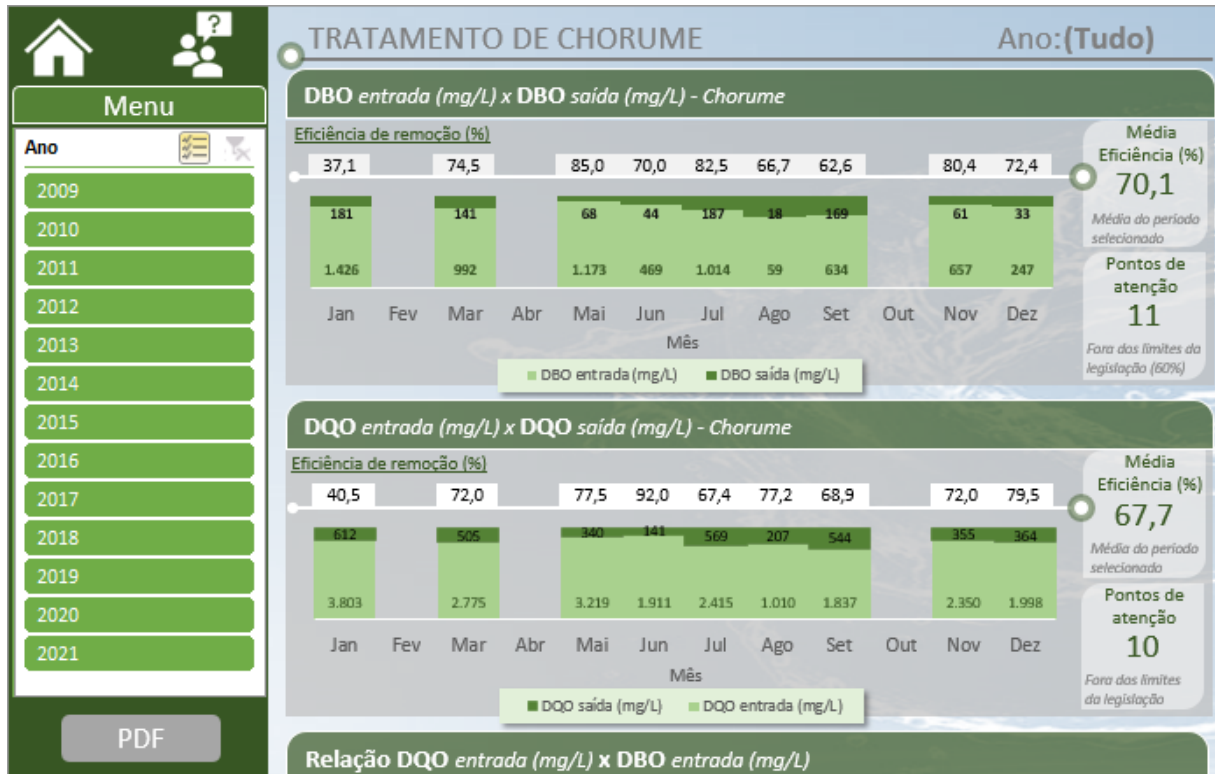 ?
Menu
Ano
2009
2010
2011
2012
2013
2014
2015
2016
2017
2018
2019
2020
2021
PDF
TRATAMENTO DE CHORUME
Ano:(Tudo)
DBO entrada (mg/L) x DBO saída (mg/L) - Chorume
Eficiência de remoção (%)
37,1 74,5 85,0 70,0 82,5 66,7 62,6 80,4 72,4
181 141 68 44 187 18 169 61 33
1.426 992 1.173 469 1.014 59 634 657 247
Jan Fev Mar Abr Mai Jun Jul Ago Set Out Nov Dez
Mês
DBO entrada (mg/L) DBO saída (mg/L)
Média
Eficiência (%)
70,1
Média do período
selecionado
Pontos de
atenção
11
Fora dos limites da
legislação (60%)
DQO entrada (mg/L) x DQO saída (mg/L) - Chorume
Eficiência de remoção (%)
40,5 72,0 77,5 92,0 67,4 77,2 68,9 72,0 79,5
612 505 340 141 569 207 544 355 364
3.803 2.775 3.219 1.911 2.415 1.010 1.837 2.350 1.998
Jan Fev Mar Abr Mai Jun Jul Ago Set Out Nov Dez
Mês
DQO saída (mg/L) DQO entrada (mg/L)
Média
Eficiência (%)
67,7
Média do período
selecionado
Pontos de
atenção
10
Fora dos limites
da legislação
Relação DQO entrada (mg/L) x DBO entrada (mg/L)